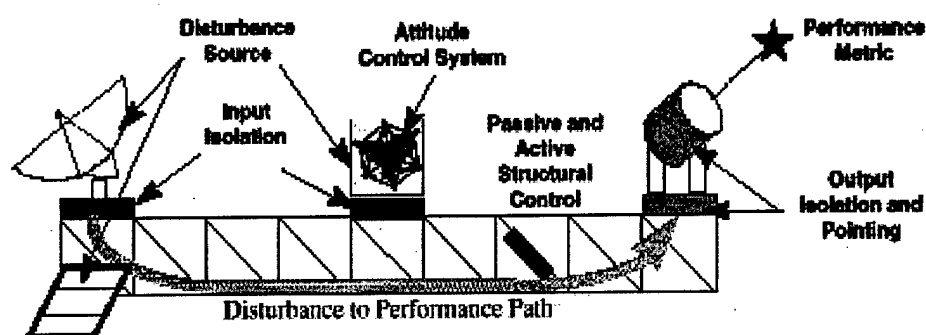 Disturbance
Source
Attitude
Control System
Performance
Metric
Input
Isolation
Passive and
Active
Structural
Control
Output
Isolation and
Pointing
Disturbance to Performance Path